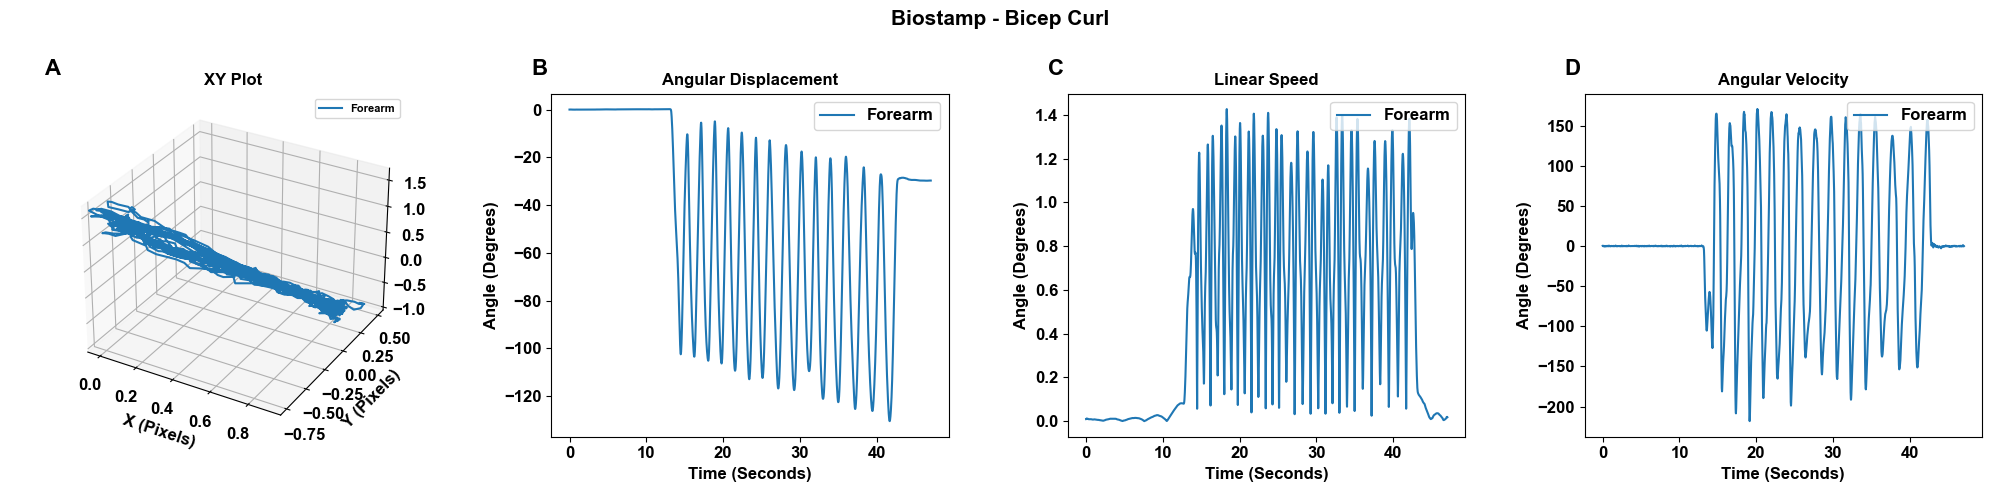 Biostamp - Bicep Curl
A
XY Plot
Forearm
1.5
1.0
0.5
0.0
−0.5
−1.0
0.50
0.25
0.00
−0.25
−0.50
−0.75
Y (Pixels)
0.0
0.2
0.4
0.6
0.8
X (Pixels)
B
Angular Displacement
Forearm
0
−20
−40
−60
−80
−100
−120
Angle (Degrees)
0 10 20 30 40
Time (Seconds)
C
Linear Speed
Forearm
1.4
1.2
1.0
0.8
0.6
0.4
0.2
0.0
Angle (Degrees)
0 10 20 30 40
Time (Seconds)
D
Angular Velocity
Forearm
150
100
50
0
−50
−100
−150
−200
Angle (Degrees)
0 10 20 30 40
Time (Seconds)